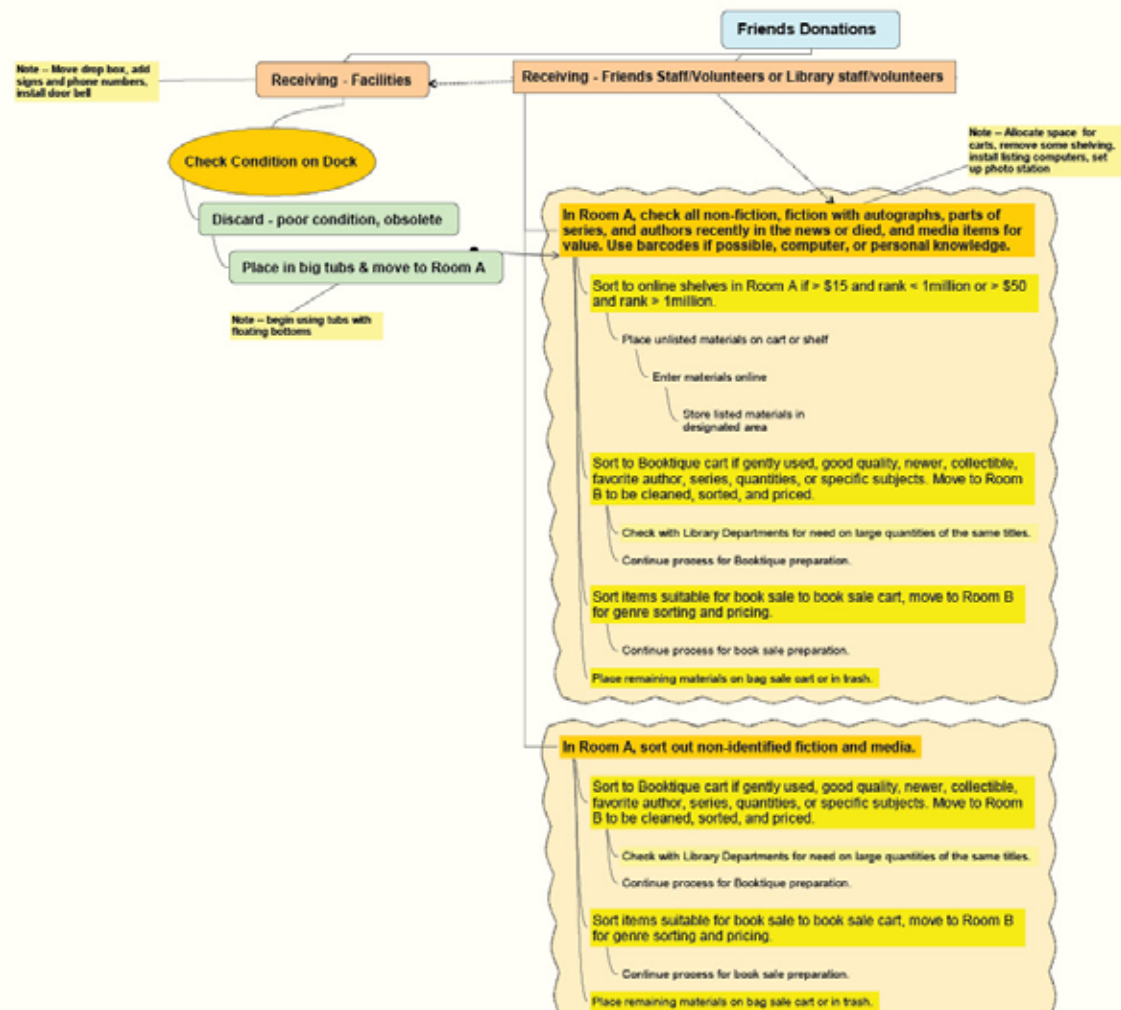 Friends Donations
Note -- Move drop box, add
signs and phone numbers,
install door bell
Receiving - Facilities
Receiving - Friends Staff/Volunteers or Library staff/volunteers
Check Condition on Dock
Discard - poor condition, obsolete
Place in big tubs & move to Room A
Note -- begin using tubs with
floating bottoms
Note -- Allocate space for
carts, remove some shelving,
install listing computers, set
up photo station
In Room A, check all non-fiction, fiction with autographs, parts of
series, and authors recently in the news or died, and media items for
value. Use barcodes if possible, computer, or personal knowledge.
Sort to online shelves in Room A if > $15 and rank < 1million or > $50
and rank > 1million.
Place unlisted materials on cart or shelf
Enter materials online
Store listed materials in
designated area
Sort to Booktique cart if gently used, good quality, newer, collectible,
favorite author, series, quantities, or specific subjects. Move to Room
B to be cleaned, sorted, and priced.
Check with Library Departments for need on large quantities of the same titles.
Continue process for Booktique preparation.
Sort items suitable for book sale to book sale cart, move to Room B
for genre sorting and pricing.
Continue process for book sale preparation.
Place remaining materials on bag sale cart or in trash.
In Room A, sort out non-identified fiction and media.
Sort to Booktique cart if gently used, good quality, newer, collectible,
favorite author, series, quantities, or specific subjects. Move to Room
B to be cleaned, sorted, and priced.
Check with Library Departments for need on large quantities of the same titles.
Continue process for Booktique preparation.
Sort items suitable for book sale to book sale cart, move to Room B
for genre sorting and pricing.
Continue process for book sale preparation.
Place remaining materials on bag sale cart or in trash.